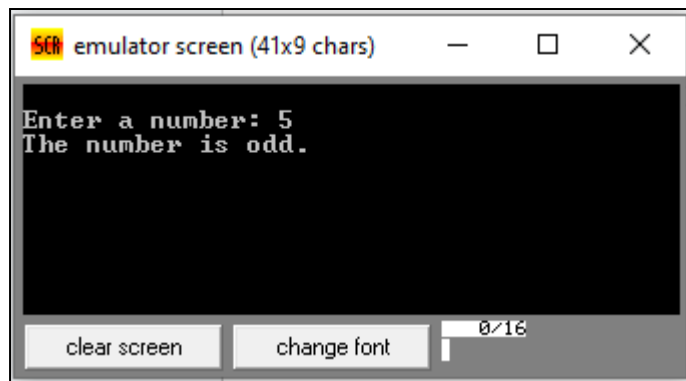 SCR emulator screen (41x9 chars)
Enter a number: 5
The number is odd.
clear screen
change font
0/16